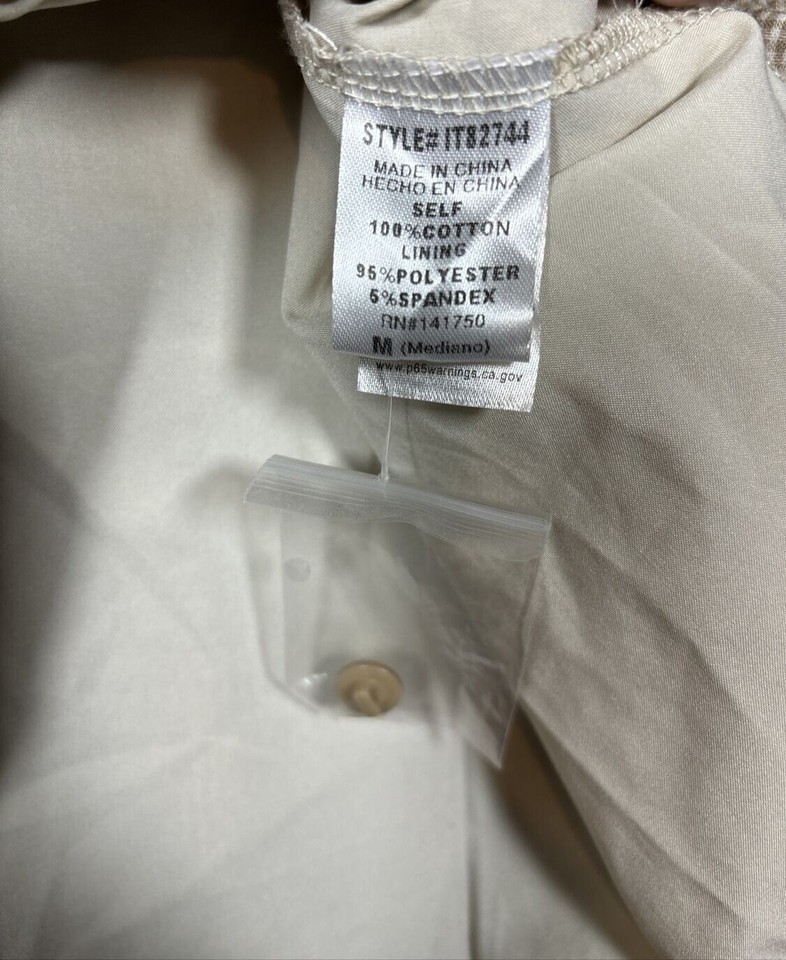 STYLE# IT82744
MADE IN CHINA
HECHO EN CHINA
SELF
100%COTTON
LINING
95%POLYESTER
5%SPANDEX
RN#141750
M (Mediano)
www.p65warnings.ca.gov